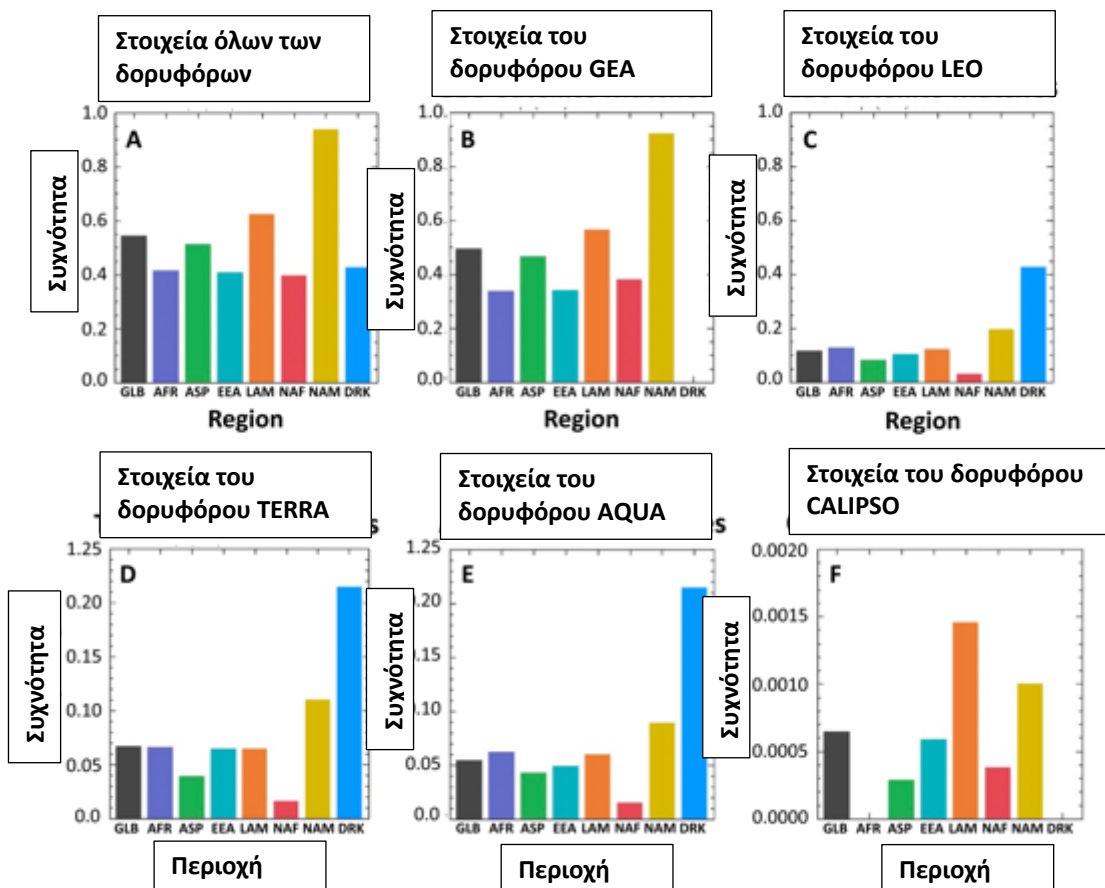 Στοιχεία όλων των
δορυφόρων
Στοιχεία του
δορυφόρου GEA
Στοιχεία του
δορυφόρου LEO
Συχνότητα
1.0
0.8
0.6
0.4
0.2
0.0
A
GLB AFR ASP EEA LAM NAF NAM DRK
Region
Συχνότητα
1.0
0.8
0.6
0.4
0.2
0.0
B
GLB AFR ASP EEA LAM NAF NAM DRK
Region
Συχνότητα
1.0
0.8
0.6
0.4
0.2
0.0
C
GLB AFR ASP EEA LAM NAF NAM DRK
Region
Στοιχεία του
δορυφόρου TERRA
s
Στοιχεία του
δορυφόρου AQUA
es
Στοιχεία του δορυφόρου
CALIPSO
Συχνότητα
1.25
0.20
0.15
0.10
0.05
0.0
D
GLB AFR ASP EEA LAM NAF NAM DRK
Περιοχή
Συχνότητα
1.25
0.20
0.15
0.10
0.05
0.0
E
GLB AFR ASP EEA LAM NAF NAM DRK
Περιοχή
Συχνότητα
0.0020
0.0015
0.0010
0.0005
0.0000
F
GLB AFR ASP EEA LAM NAF NAM DRK
Περιοχή